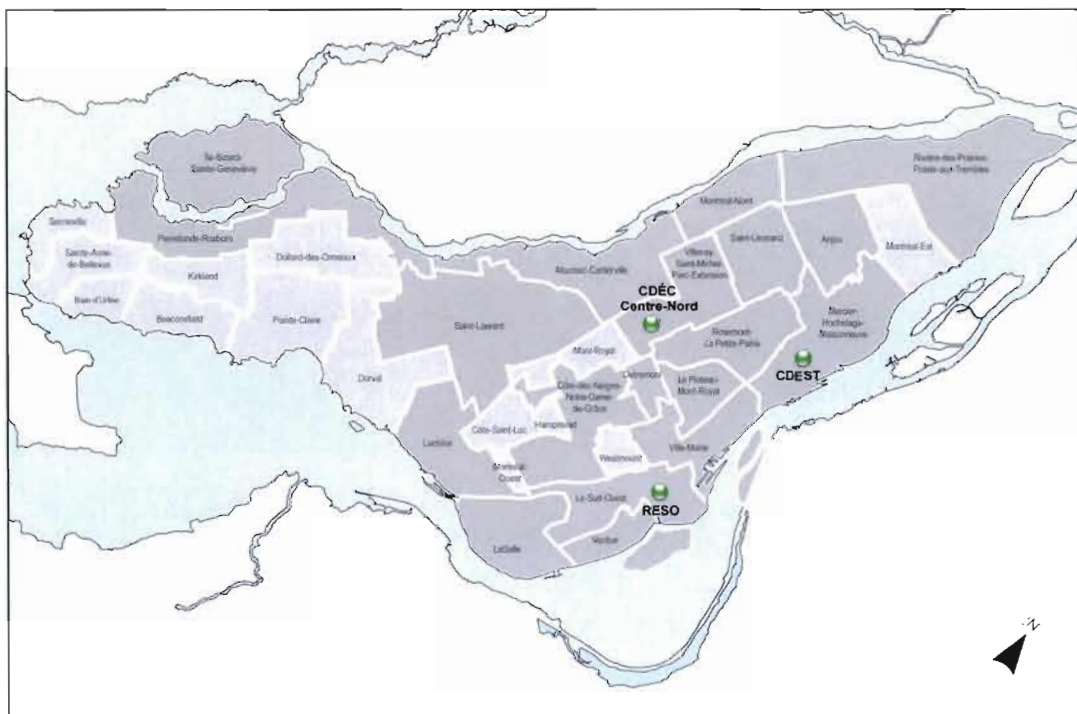 Île-Bizard-
Sainte-Geneviève
Rivière-des-Prairies-
Pointe-aux-Trembles
Montréal-Nord
Senneville
Pierrefonds-Roxboro
Saint-Léonard
Anjou
Montréal-Est
Sainte-Anne-
de-Bellevue
Dollard-des-Ormeaux
Villeray
Saint-Michel
Parc-Extension
Kirkland
Ahuntsic-Cartierville
Baie d'Urfée
CDÉC
Centre-Nord
Beaconsfield
Pointe-Claire
Saint-Laurent
Mercier-
Hochelaga-
Maisonneuve
Rosemont-
La Petite-Patrie
Mont-Royal
CDEST
Dorval
Outremont
Le Plateau-
Mont-Royal
Côte-des-Neiges-
Notre-Dame-
de-Grâce
Côte-Saint-Luc
Hampstead
Lachine
Ville-Marie
Westmount
Montréal-
Ouest
Le Sud-Ouest
RESO
Verdun
LaSalle
N